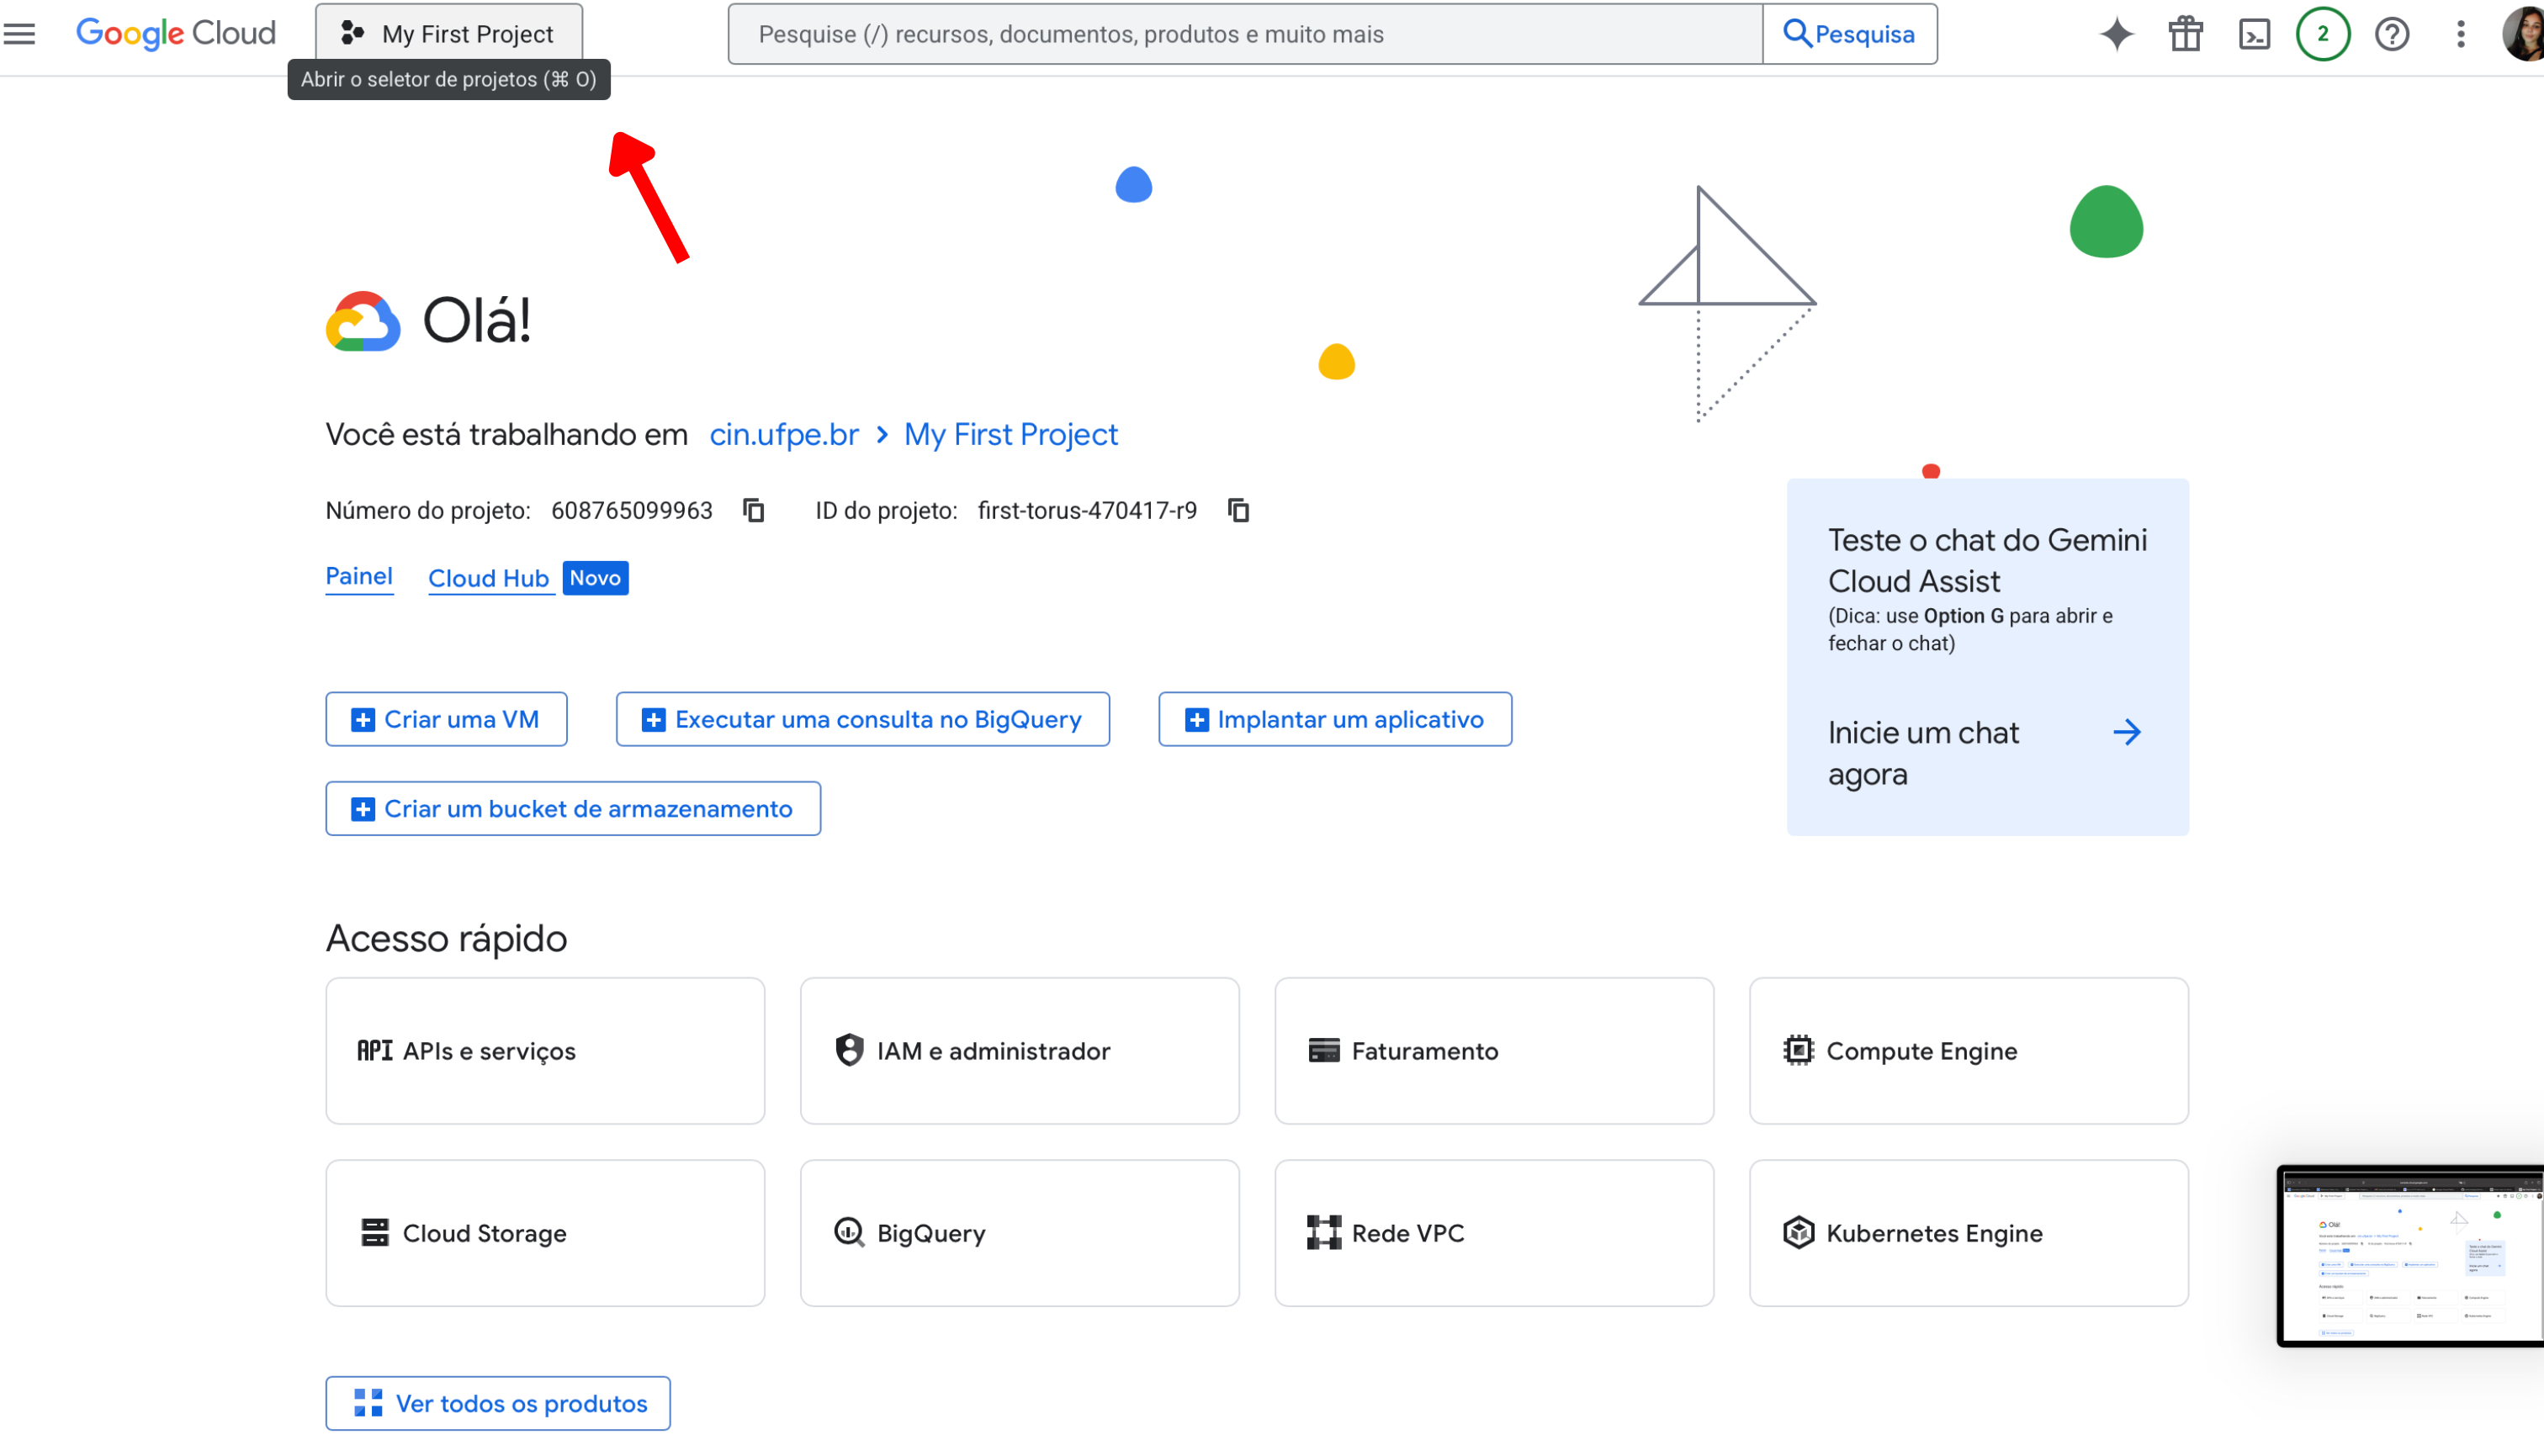 Google Cloud
My First Project
Pesquise (/) recursos, documentos, produtos e muito mais
Pesquisa
2
Abrir o seletor de projetos (⌘ O)
Olá!
Você está trabalhando em cin.ufpe.br > My First Project
Número do projeto: 608765099963 ID do projeto: first-torus-470417-r9
Painel Cloud Hub Novo
Teste o chat do Gemini
Cloud Assist
(Dica: use Option G para abrir e
fechar o chat)
Inicie um chat
agora
Criar uma VM
Executar uma consulta no BigQuery
Implantar um aplicativo
Criar um bucket de armazenamento
Acesso rápido
API APIs e serviços
IAM e administrador
Faturamento
Compute Engine
Cloud Storage
BigQuery
Rede VPC
Kubernetes Engine
Ver todos os produtos